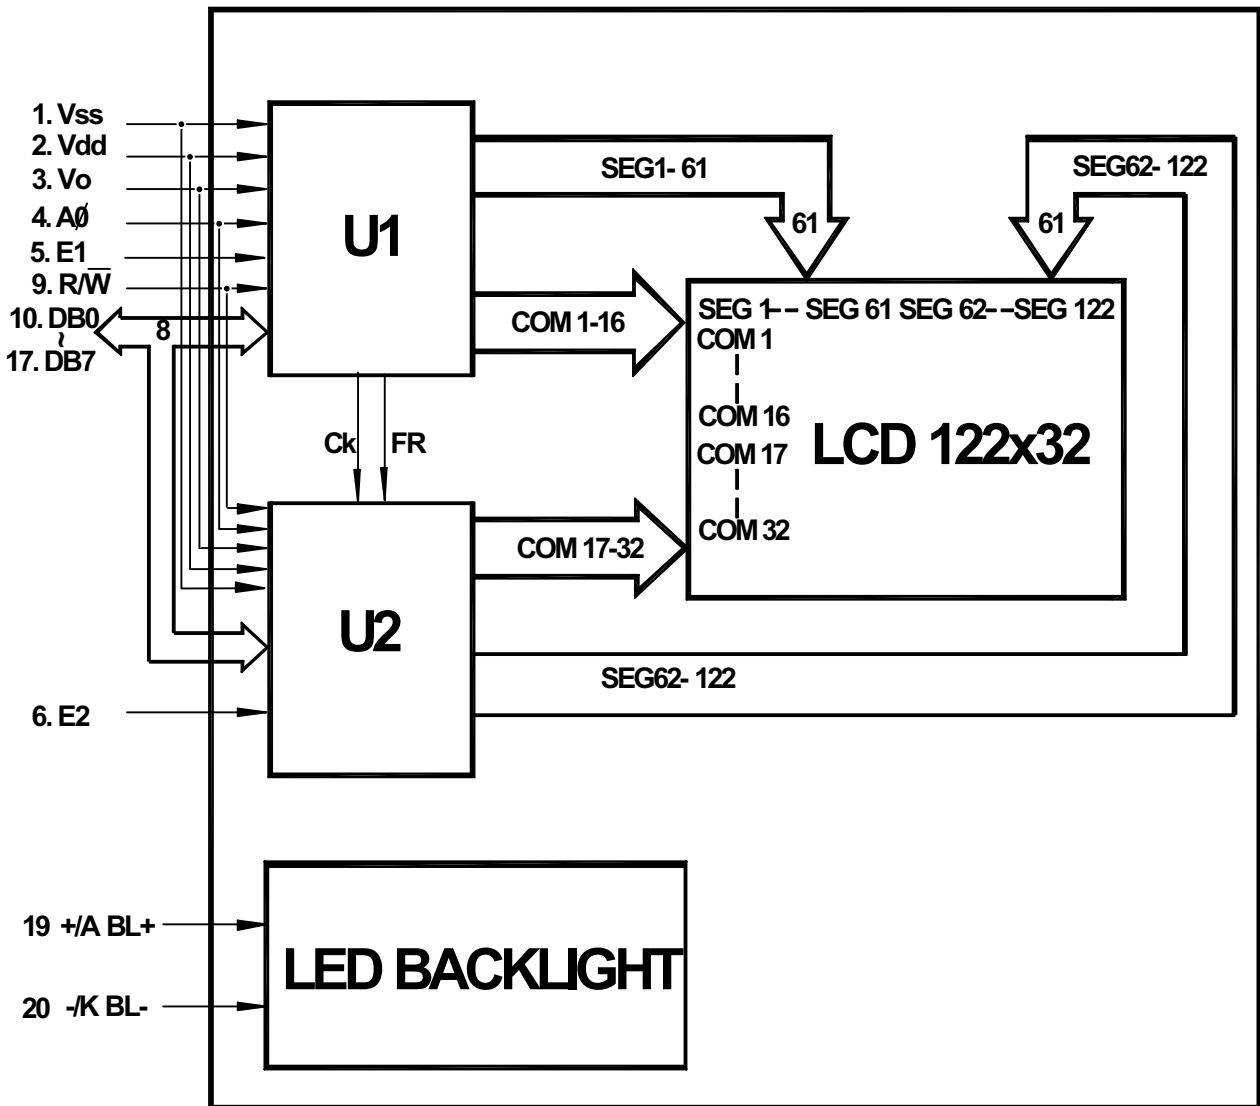 1. Vss
2. Vdd
3. Vo
4. A0̸
5. E1
9. R/W̅
10. DB0
~
17. DB7
8
U1
SEG1- 61
61
SEG62- 122
61
COM 1-16
SEG 1-- SEG 61 SEG 62--SEG 122
COM 1
COM 16
COM 17
COM 32
LCD 122x32
Ck
FR
COM 17-32
U2
SEG62- 122
6. E2
19 +/A BL+
20 -/K BL-
LED BACKLIGHT